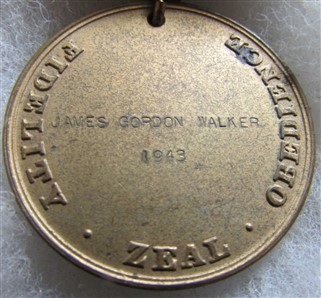 FIDELITY · ZEAL · OBEDIENCE
JAMES GORDON WALKER
1943